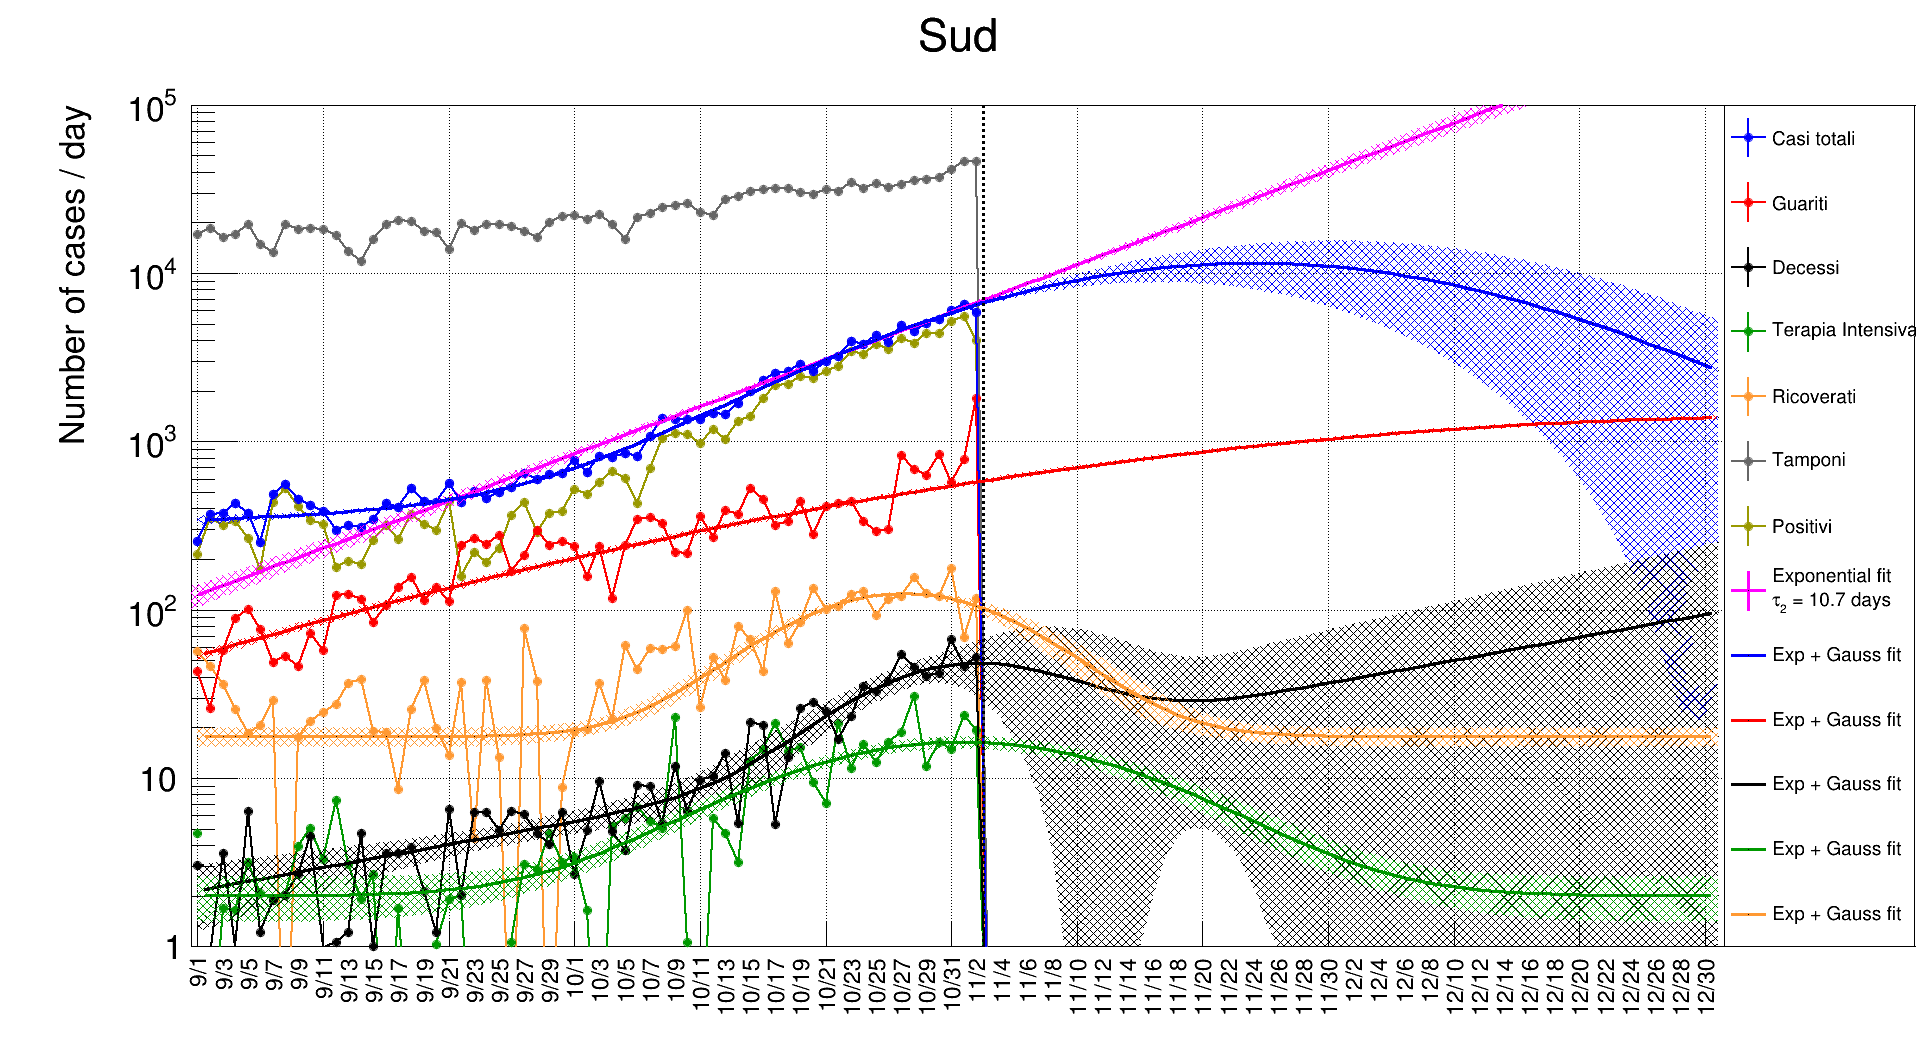 Sud
Number of cases / day
10^5
10^4
10^3
10^2
10
1
9/1 9/3 9/5 9/7 9/9 9/11 9/13 9/15 9/17 9/19 9/21 9/23 9/25 9/27 9/29 10/1 10/3 10/5 10/7 10/9 10/11 10/13 10/15 10/17 10/19 10/21 10/23 10/25 10/27 10/29 10/31 11/2 11/4 11/6 11/8 11/10 11/12 11/14 11/16 11/18 11/20 11/22 11/24 11/26 11/28 11/30 12/2 12/4 12/6 12/8 12/10 12/12 12/14 12/16 12/18 12/20 12/22 12/24 12/26 12/28 12/30
Casi totali
Guariti
Decessi
Terapia Intensiva
Ricoverati
Tamponi
Positivi
Exponential fit
τ₂ = 10.7 days
Exp + Gauss fit
Exp + Gauss fit
Exp + Gauss fit
Exp + Gauss fit
Exp + Gauss fit